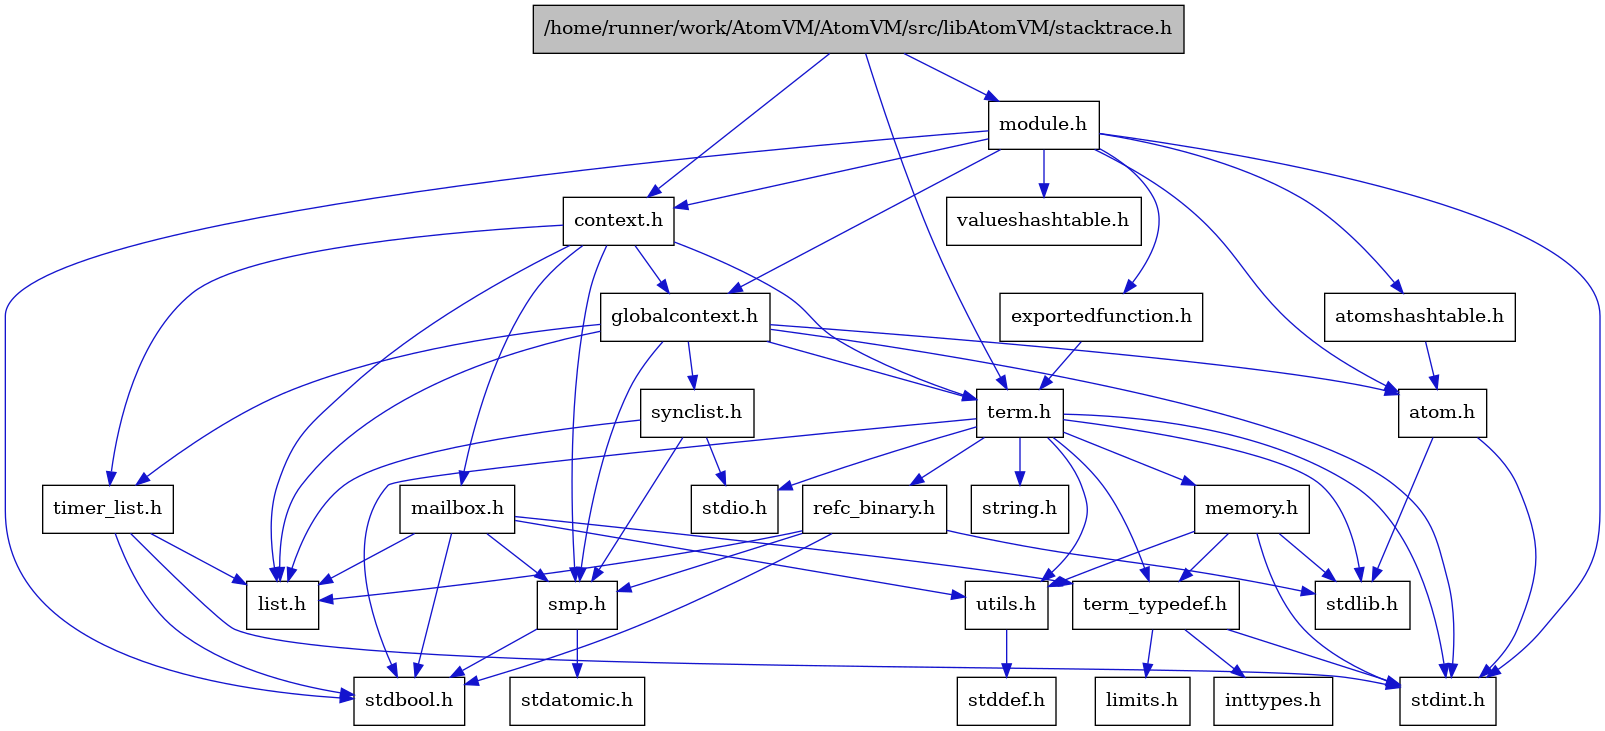 /home/runner/work/AtomVM/AtomVM/src/libAtomVM/stacktrace.h
module.h
context.h
valueshashtable.h
globalcontext.h
exportedfunction.h
atomshashtable.h
synclist.h
term.h
atom.h
timer_list.h
mailbox.h
stdio.h
refc_binary.h
string.h
memory.h
list.h
smp.h
utils.h
term_typedef.h
stdlib.h
stdbool.h
stdatomic.h
stddef.h
limits.h
inttypes.h
stdint.h